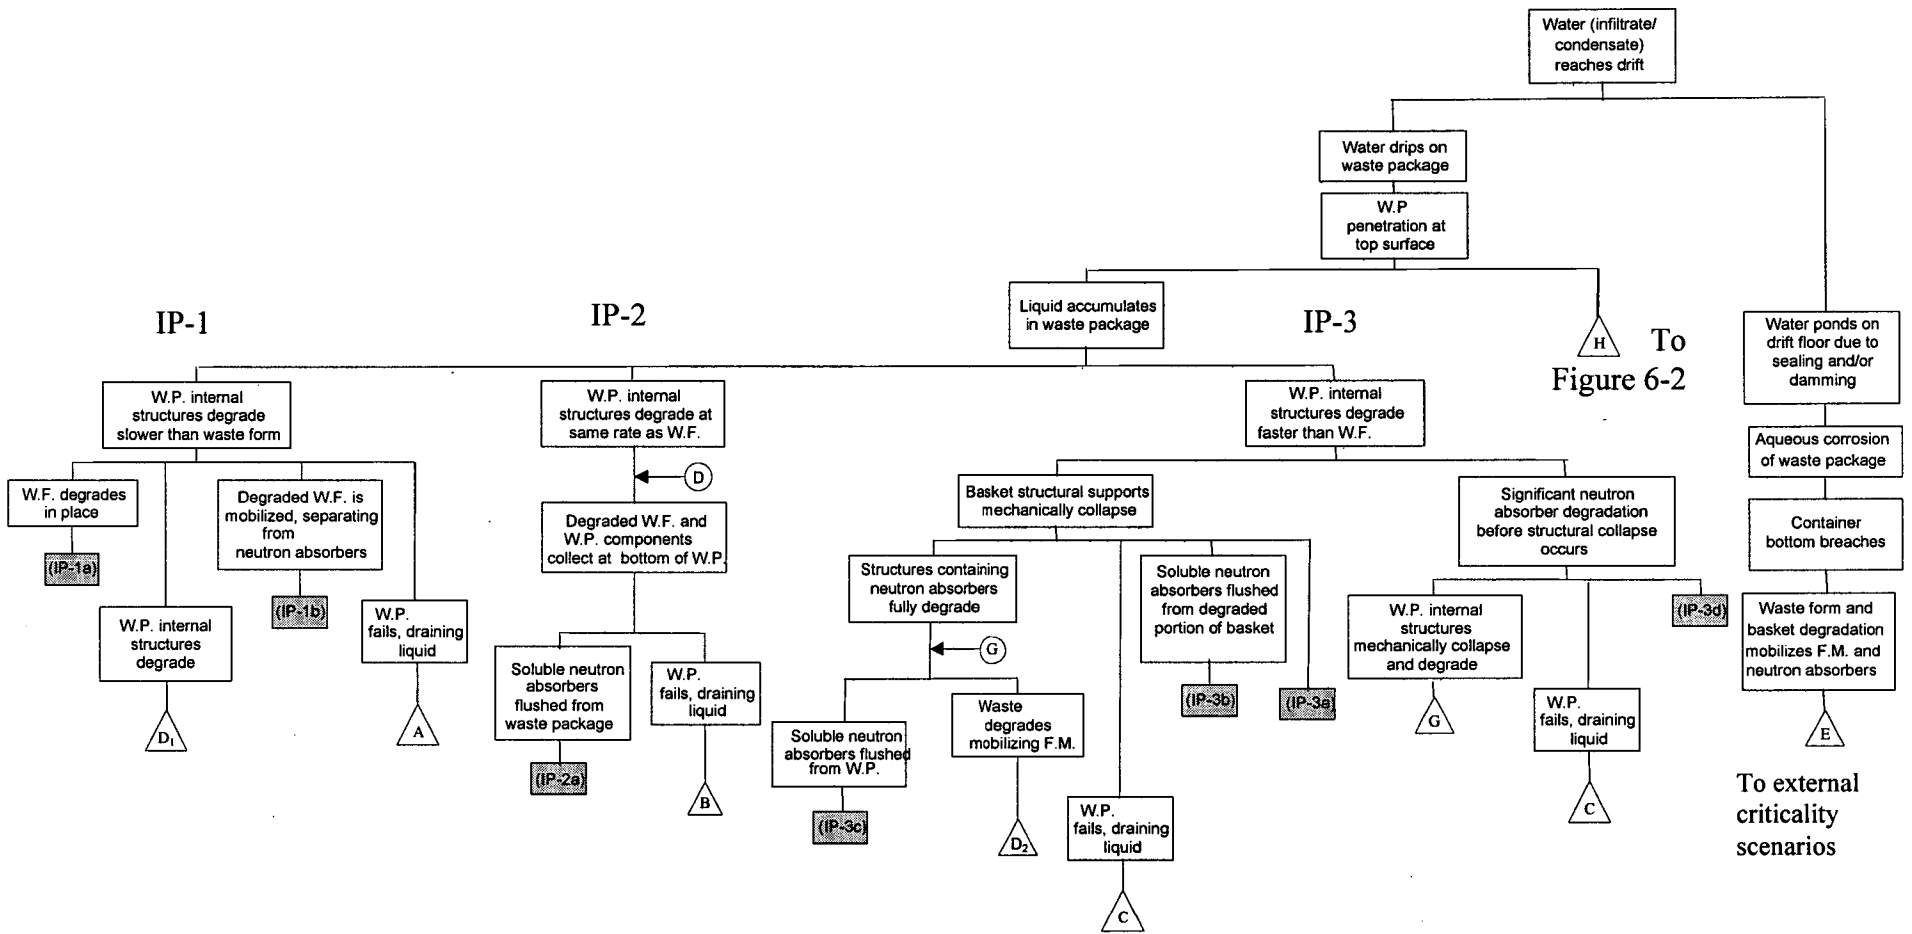 Water (infiltrate/
condensate)
reaches drift
Water drips on
waste package
W.P
penetration at
top surface
Liquid accumulates
in waste package
H
To
Figure 6-2
Water ponds on
drift floor due to
sealing and/or
damming
Aqueous corrosion
of waste package
Container
bottom breaches
Waste form and
basket degradation
mobilizes F.M. and
neutron absorbers
E
To external
criticality
scenarios
IP-1
W.P. internal
structures degrade
slower than waste form
W.F. degrades
in place
(IP-1a)
W.P. internal
structures
degrade
D1
Degraded W.F. is
mobilized, separating
from
neutron absorbers
(IP-1b)
W.P.
fails, draining
liquid
A
IP-2
W.P. internal
structures degrade at
same rate as W.F.
D
Degraded W.F. and
W.P. components
collect at bottom of W.P.
Soluble neutron
absorbers
flushed from
waste package
(IP-2a)
W.P.
fails, draining
liquid
B
IP-3
W.P. internal
structures degrade
faster than W.F.
Basket structural supports
mechanically collapse
Structures containing
neutron absorbers
fully degrade
G
Soluble neutron
absorbers flushed
from W.P.
(IP-3c)
Waste
degrades
mobilizing F.M.
D2
W.P.
fails, draining
liquid
C
Soluble neutron
absorbers flushed
from degraded
portion of basket
(IP-3b)
(IP-3a)
Significant neutron
absorber degradation
before structural collapse
occurs
W.P. internal
structures
mechanically collapse
and degrade
G
W.P.
fails, draining
liquid
C
(IP-3d)